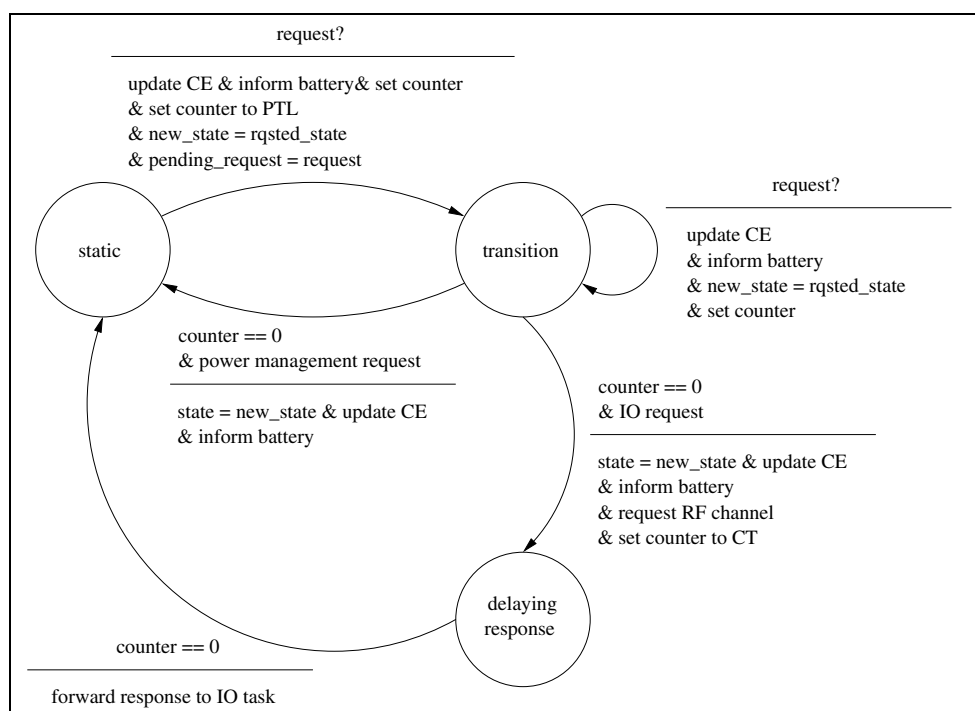 request?
update CE & inform battery& set counter
& set counter to PTL
& new_state = rqsted_state
& pending_request = request
static
transition
request?
update CE
& inform battery
& new_state = rqsted_state
& set counter
counter == 0
& power management request
state = new_state & update CE
& inform battery
counter == 0
& IO request
state = new_state & update CE
& inform battery
& request RF channel
& set counter to CT
delaying
response
counter == 0
forward response to IO task